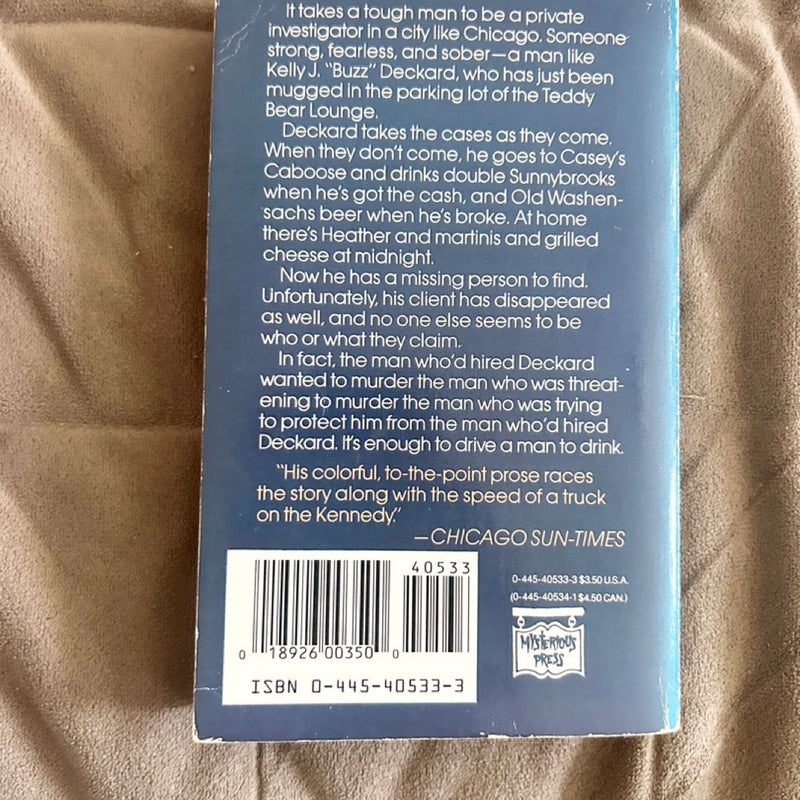 It takes a tough man to be a private
investigator in a city like Chicago. Someone
strong, fearless, and sober—a man like
Kelly J. "Buzz" Deckard, who has just been
mugged in the parking lot of the Teddy
Bear Lounge.
Deckard takes the cases as they come.
When they don't come, he goes to Casey's
Caboose and drinks double Sunnybrooks
when he's got the cash, and Old Washen-
sachs beer when he's broke. At home
there's Heather and martinis and grilled
cheese at midnight.
Now he has a missing person to find.
Unfortunately, his client has disappeared
as well, and no one else seems to be
who or what they claim.
In fact, the man who'd hired Deckard
wanted to murder the man who was threat-
ening to murder the man who was trying
to protect him from the man who'd hired
Deckard. It's enough to drive a man to drink.
"His colorful, to-the-point prose races
the story along with the speed of a truck
on the Kennedy."
—CHICAGO SUN-TIMES
40533
0 18926 00350 0
ISBN 0-445-40533-3
0-445-40533-3 $3.50 U.S.A.
(0-445-40534-1 $4.50 CAN.)
MYSTERIOUS
PRESS